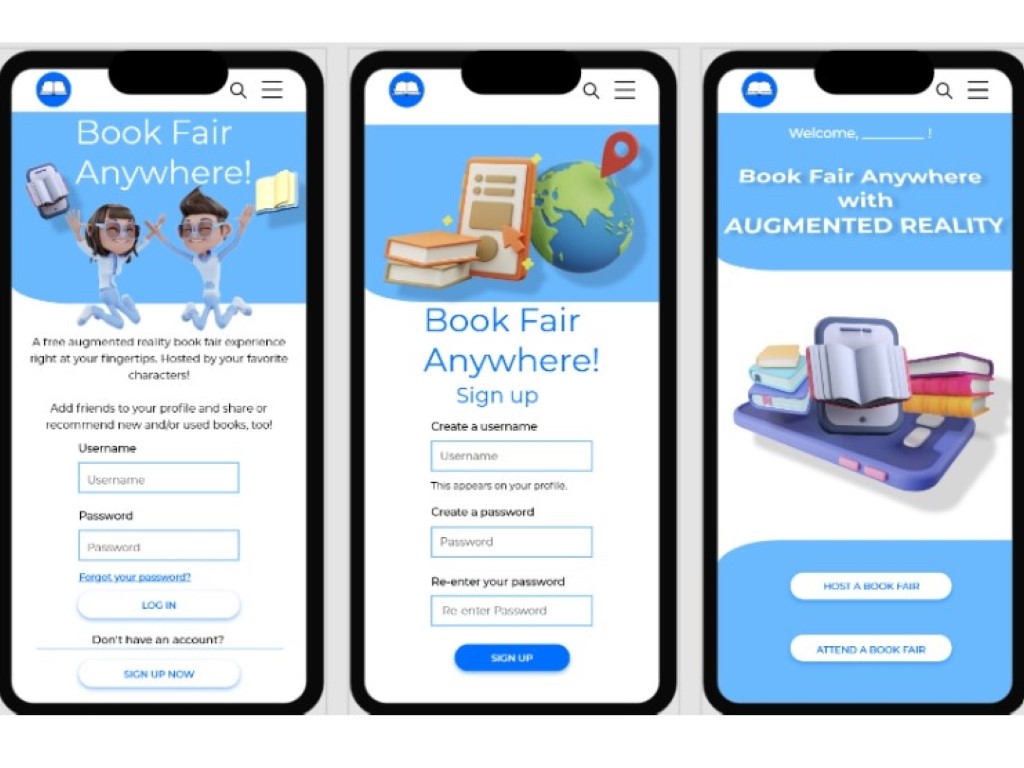 Book Fair
Anywhere!
A free augmented reality book fair experience
right at your fingertips. Hosted by your favorite
characters!
Add friends to your profile and share or
recommend new and/or used books, too!
Username
Username
Password
Password
Forgot your password?
LOG IN
Don't have an account?
SIGN UP NOW
Book Fair
Anywhere!
Sign up
Create a username
Username
This appears on your profile.
Create a password
Password
Re-enter your password
Re-enter Password
SIGN UP
Welcome, ________ !
Book Fair Anywhere
with
AUGMENTED REALITY
HOST A BOOK FAIR
ATTEND A BOOK FAIR